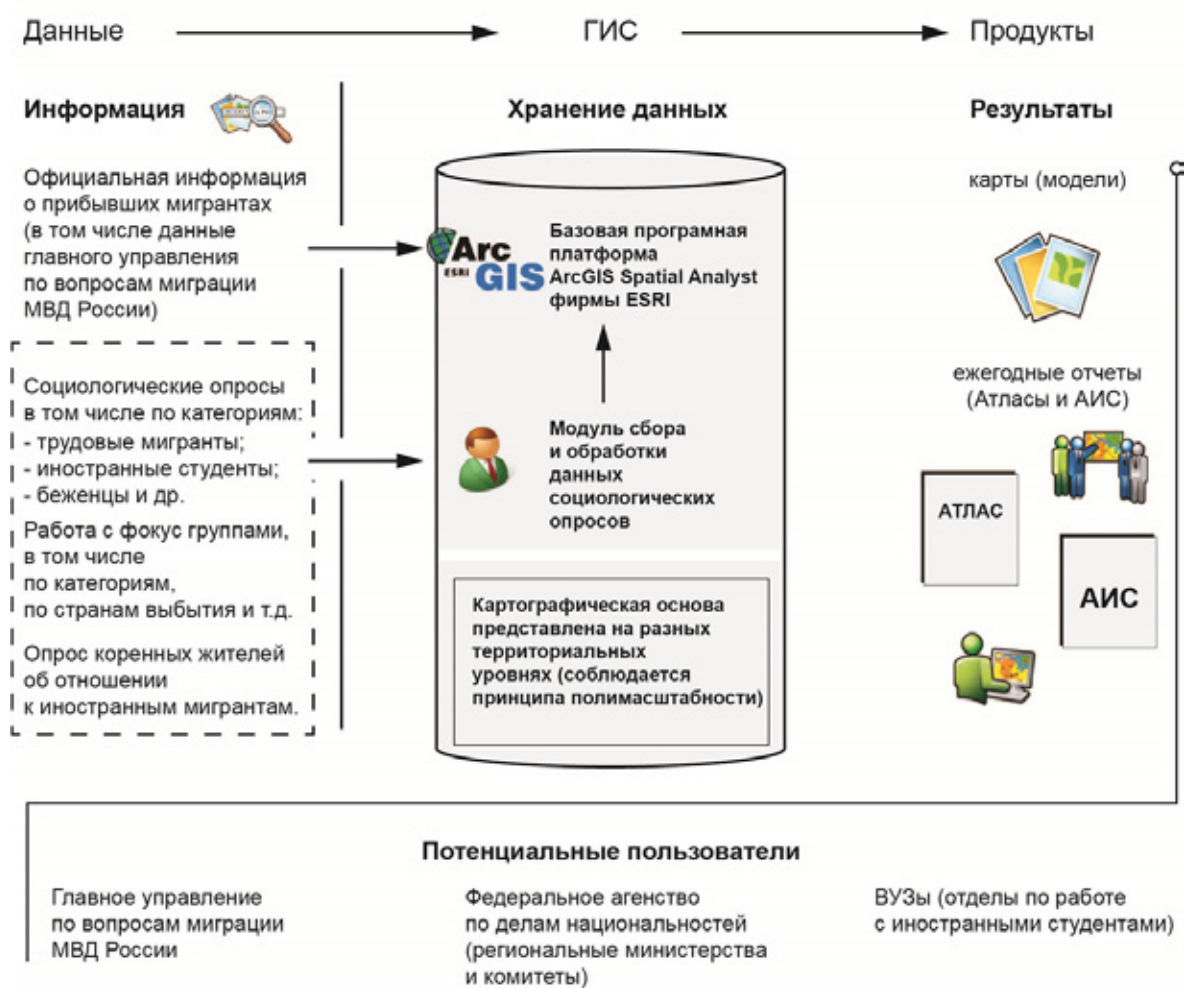 Данные
ГИС
Продукты
Информация
Хранение данных
Результаты
Официальная информация
о прибывших мигрантах
(в том числе данные
главного управления
по вопросам миграции
МВД России)
Социологические опросы
в том числе по категориям:
- трудовые мигранты;
- иностранные студенты;
- беженцы и др.
Работа с фокус группами,
в том числе
по категориям,
по странам выбытия и т.д.
Опрос коренных жителей
об отношении
к иностранным мигрантам.
Arc
ESRI GIS
Базовая програмная
платформа
ArcGIS Spatial Analyst
фирмы ESRI
Модуль сбора
и обработки
данных
социологических
опросов
Картографическая основа
представлена на разных
территориальных
уровнях (соблюдается
принципа полимасштабности)
карты (модели)
ежегодные отчеты
(Атласы и АИС)
АТЛАС
АИС
Потенциальные пользователи
Главное управление
по вопросам миграции
МВД России
Федеральное агенство
по делам национальностей
(региональные министерства
и комитеты)
ВУЗы (отделы по работе
с иностранными студентами)